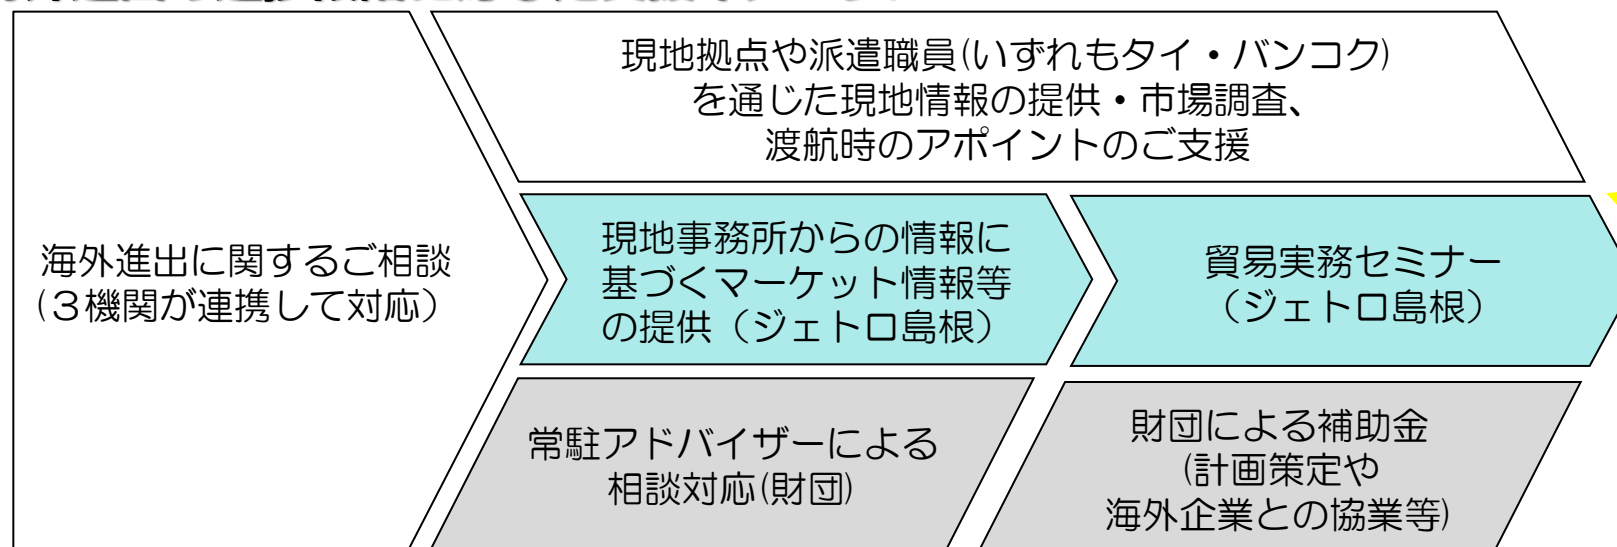 海外進出に関するご相談
(３機関が連携して対応）
現地拠点や派遣職員(いずれもタイ・バンコク)
を通じた現地情報の提供・市場調査、
渡航時のアポイントのご支援
現地事務所からの情報に
基づくマーケット情報等
の提供（ジェトロ島根）
貿易実務セミナー
（ジェトロ島根）
常駐アドバイザーによる
相談対応(財団)
財団による補助金
(計画策定や
海外企業との協業等)